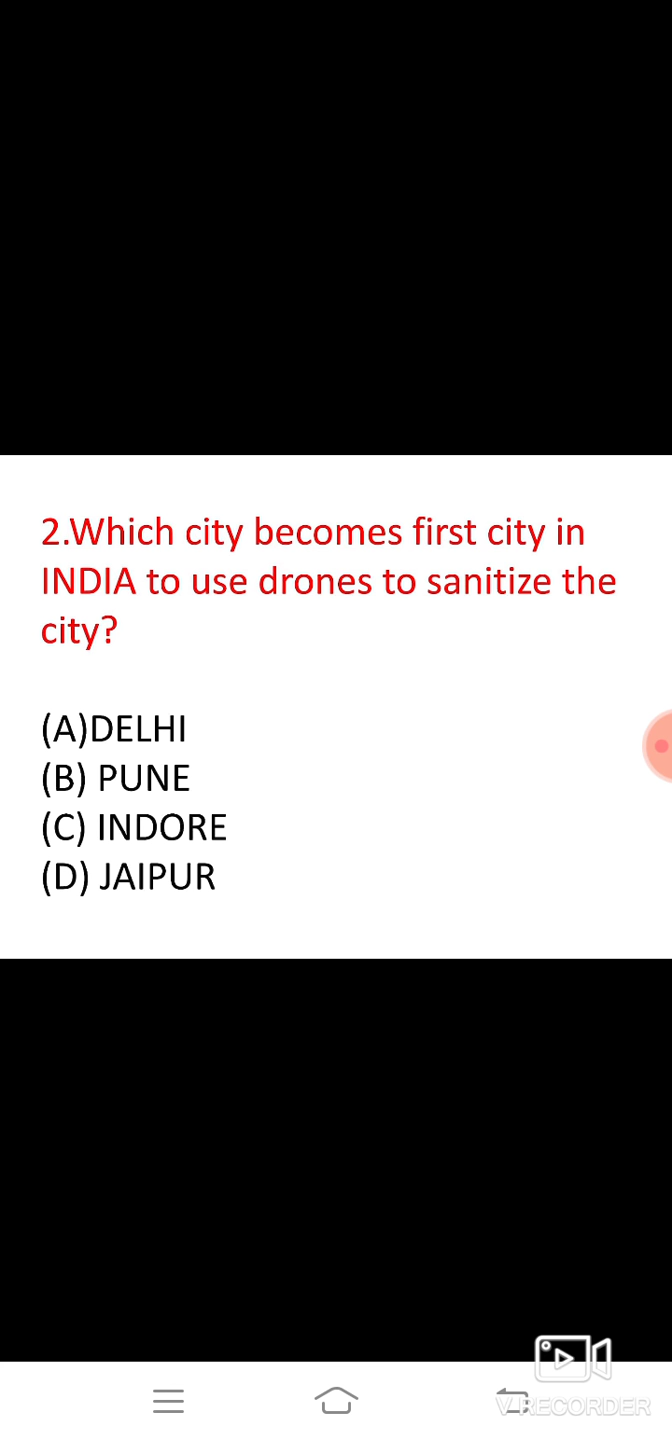 2.Which city becomes first city in
INDIA to use drones to sanitize the
city?
(A)DELHI
(B) PUNE
(C) INDORE
(D) JAIPUR
V RECORDER